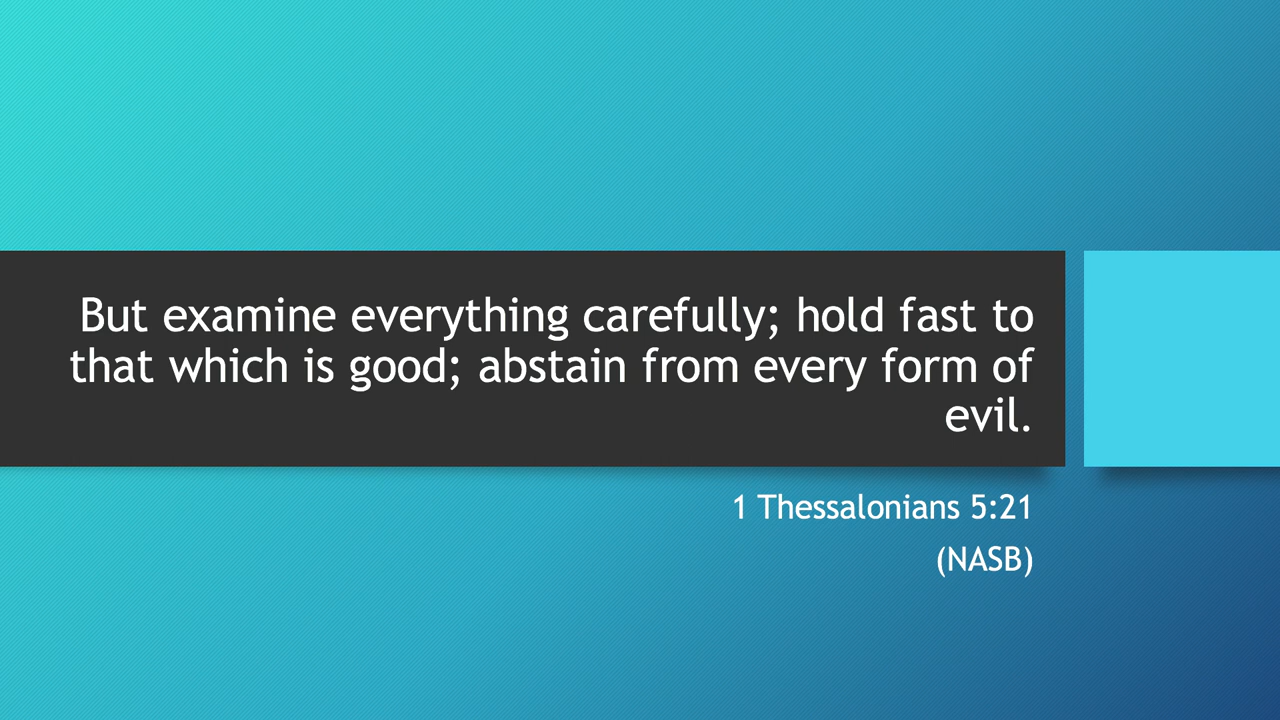 But examine everything carefully; hold fast to
that which is good; abstain from every form of
evil.
1 Thessalonians 5:21
(NASB)